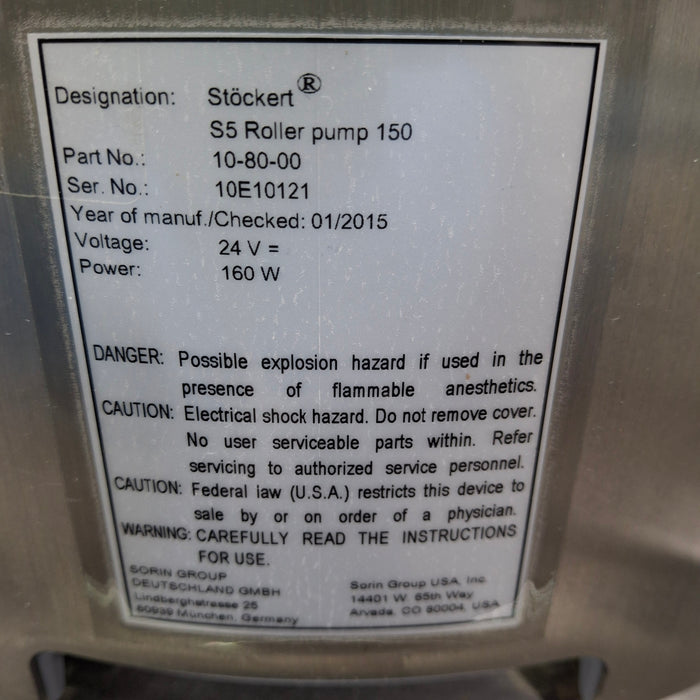 Designation: Stöckert®
S5 Roller pump 150
Part No.: 10-80-00
Ser. No.: 10E10121
Year of manuf./Checked: 01/2015
Voltage: 24 V =
Power: 160 W
DANGER: Possible explosion hazard if used in the
presence of flammable anesthetics.
CAUTION: Electrical shock hazard. Do not remove cover.
No user serviceable parts within. Refer
servicing to authorized service personnel.
CAUTION: Federal law (U.S.A.) restricts this device to
sale by or on order of a physician.
WARNING: CAREFULLY READ THE INSTRUCTIONS
FOR USE.
SORIN GROUP
DEUTSCHLAND GMBH
Lindberghstrasse 25
80939 München, Germany
Sorin Group USA, Inc.
14401 W. 65th Way
Arvada, CO 80004, USA